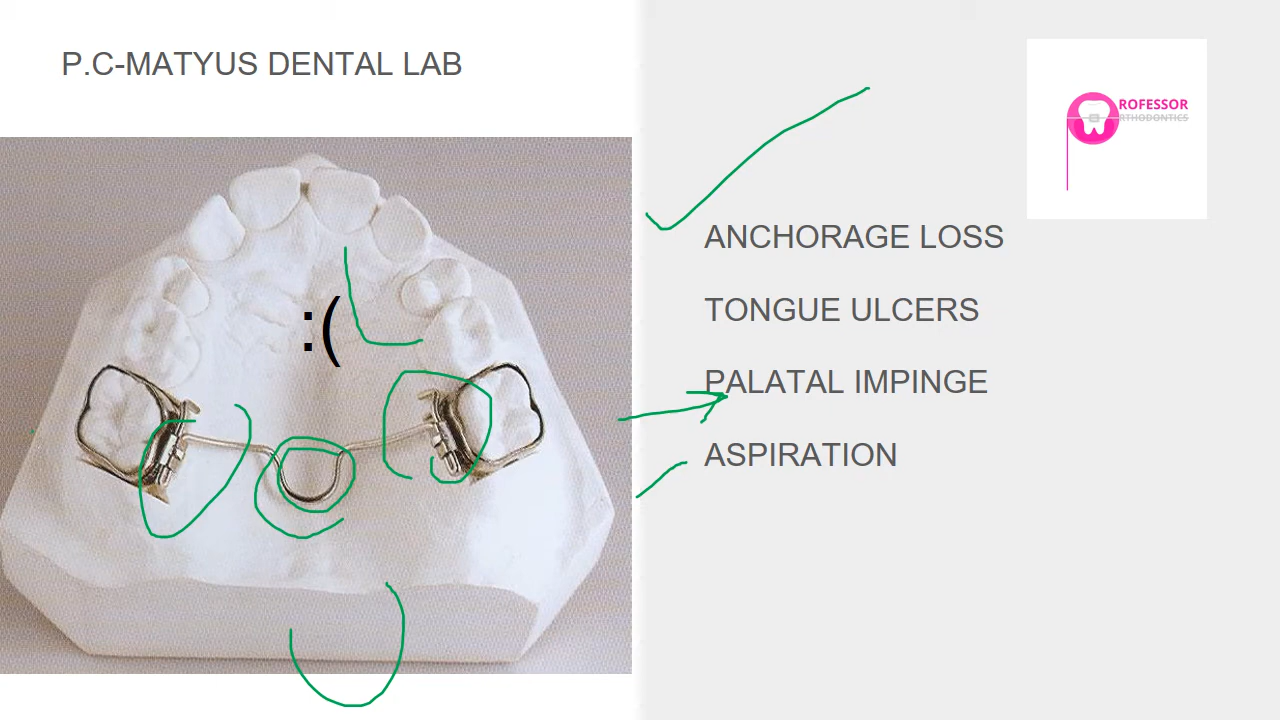 P.C-MATYUS DENTAL LAB
ROFESSOR
RTHODONTICS
:(
ANCHORAGE LOSS
TONGUE ULCERS
PALATAL IMPINGE
ASPIRATION